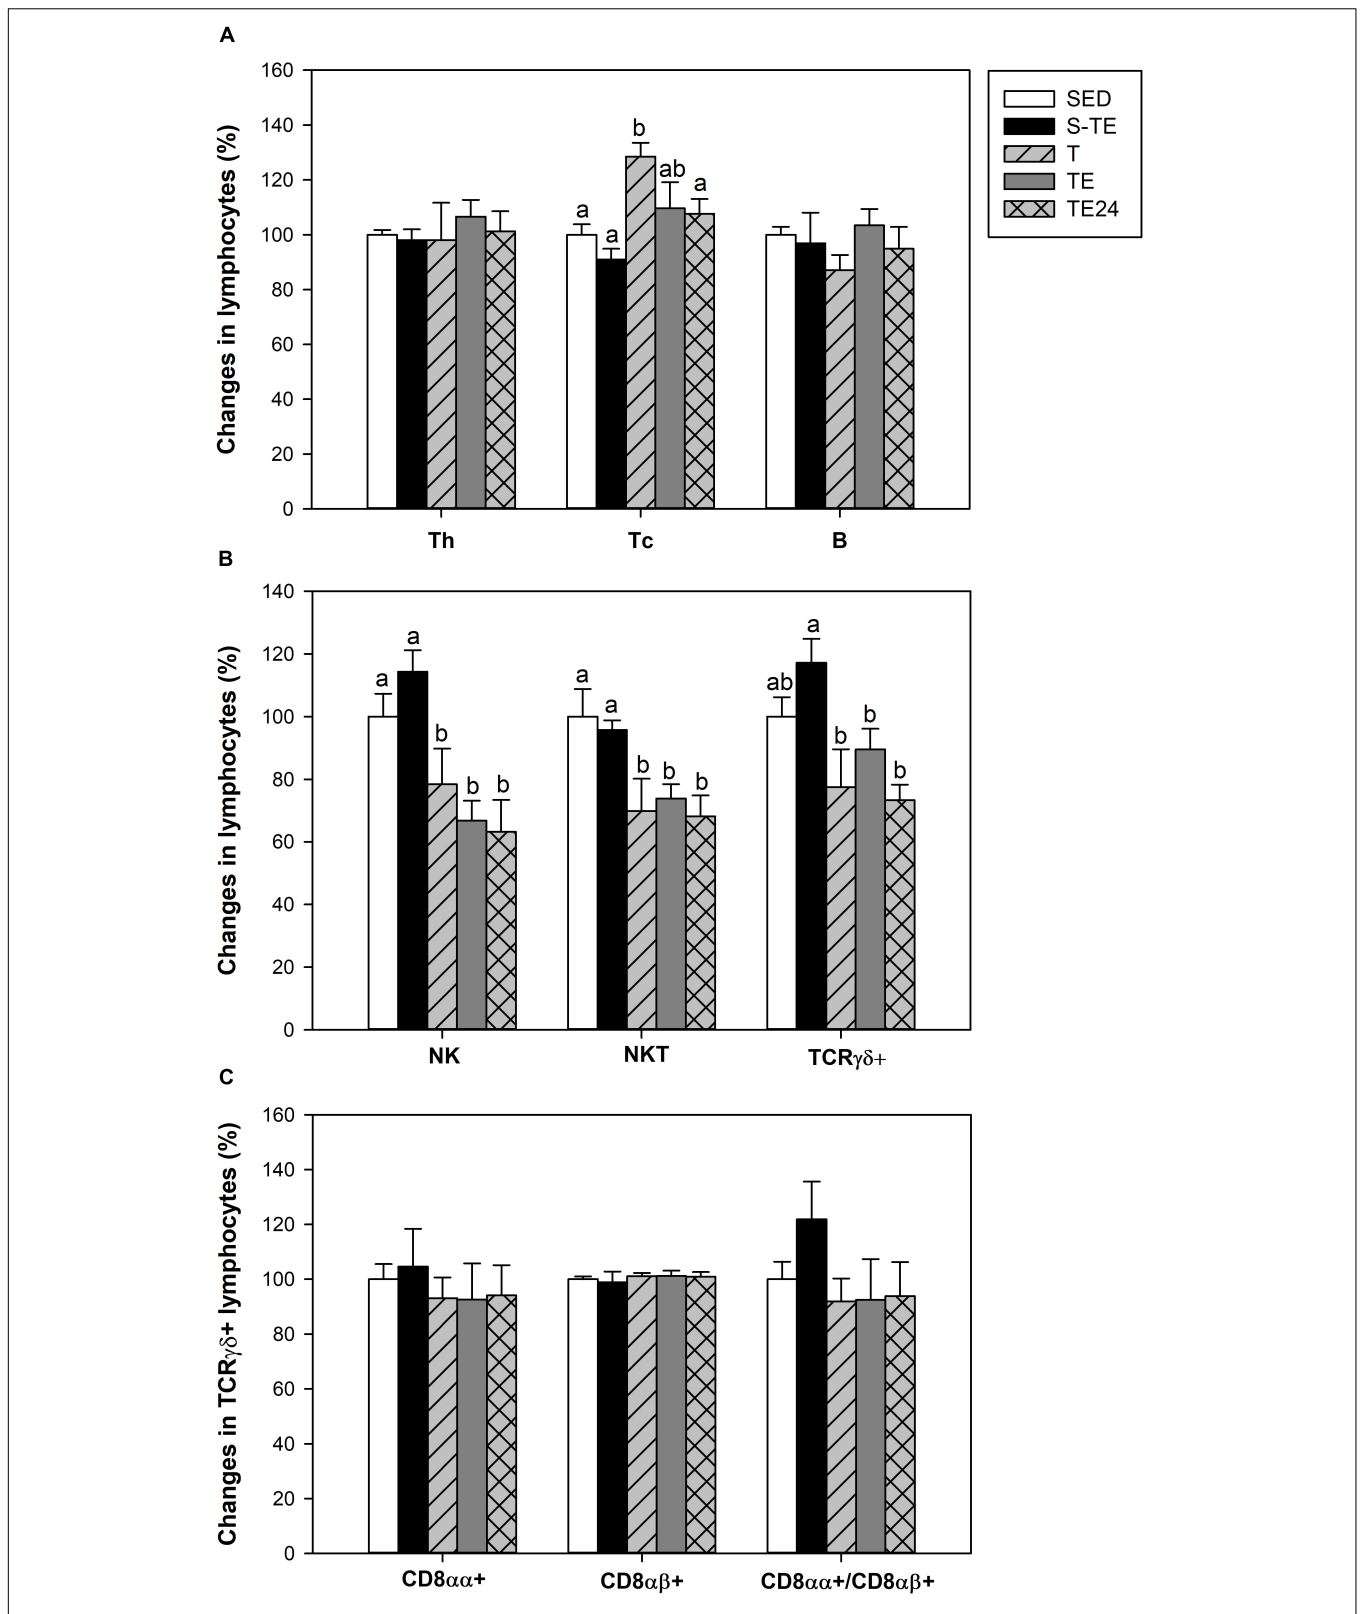 A
160
140
120
100
80
60
40
20
0
Changes in lymphocytes (%)
a
a
b
ab
a
Th
Tc
B
SED
S-TE
T
TE
TE24
B
140
120
100
80
60
40
20
0
Changes in lymphocytes (%)
a
a
b
b
b
a
a
b
b
b
ab
a
b
b
b
NK
NKT
TCRγδ+
C
160
140
120
100
80
60
40
20
0
Changes in TCRγδ+ lymphocytes (%)
CD8αα+
CD8αβ+
CD8αα+/CD8αβ+